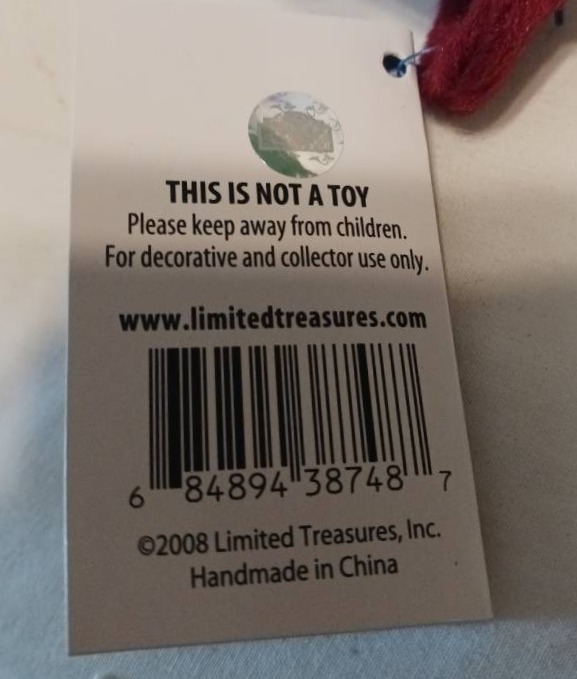 THIS IS NOT A TOY
Please keep away from children.
For decorative and collector use only.
www.limitedtreasures.com
6 84894 38748 7
©2008 Limited Treasures, Inc.
Handmade in China